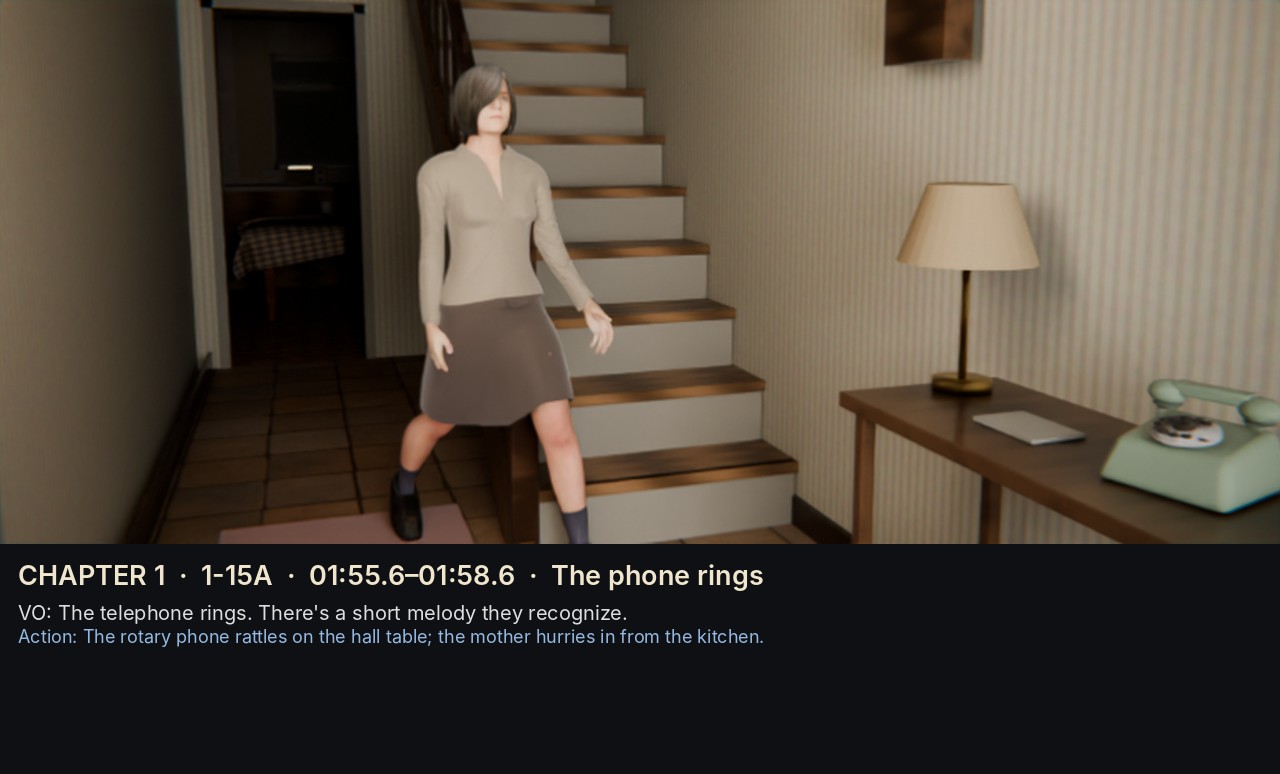 CHAPTER 1 · 1-15A · 01:55.6–01:58.6 · The phone rings
VO: The telephone rings. There's a short melody they recognize.
Action: The rotary phone rattles on the hall table; the mother hurries in from the kitchen.